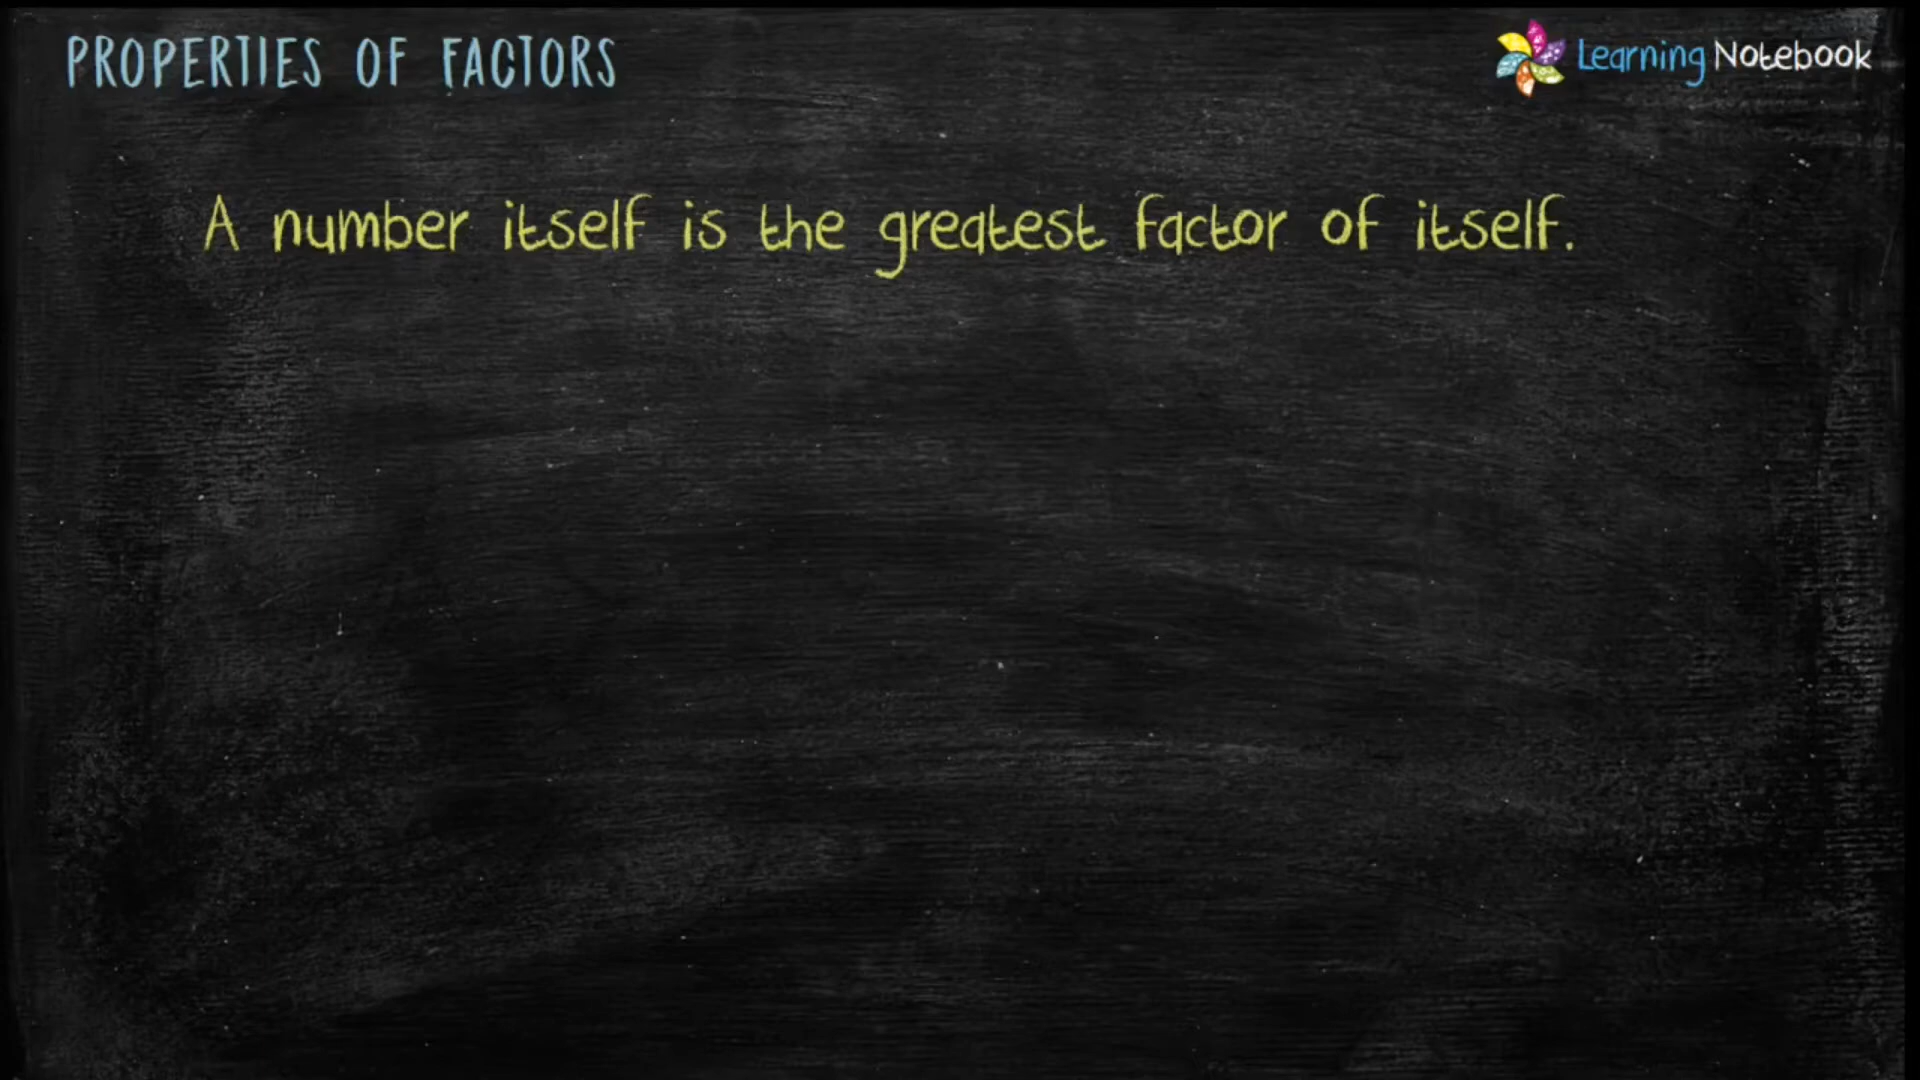 PROPERTIES OF FACTORS
Learning Notebook
A number itself is the greatest factor of itself.